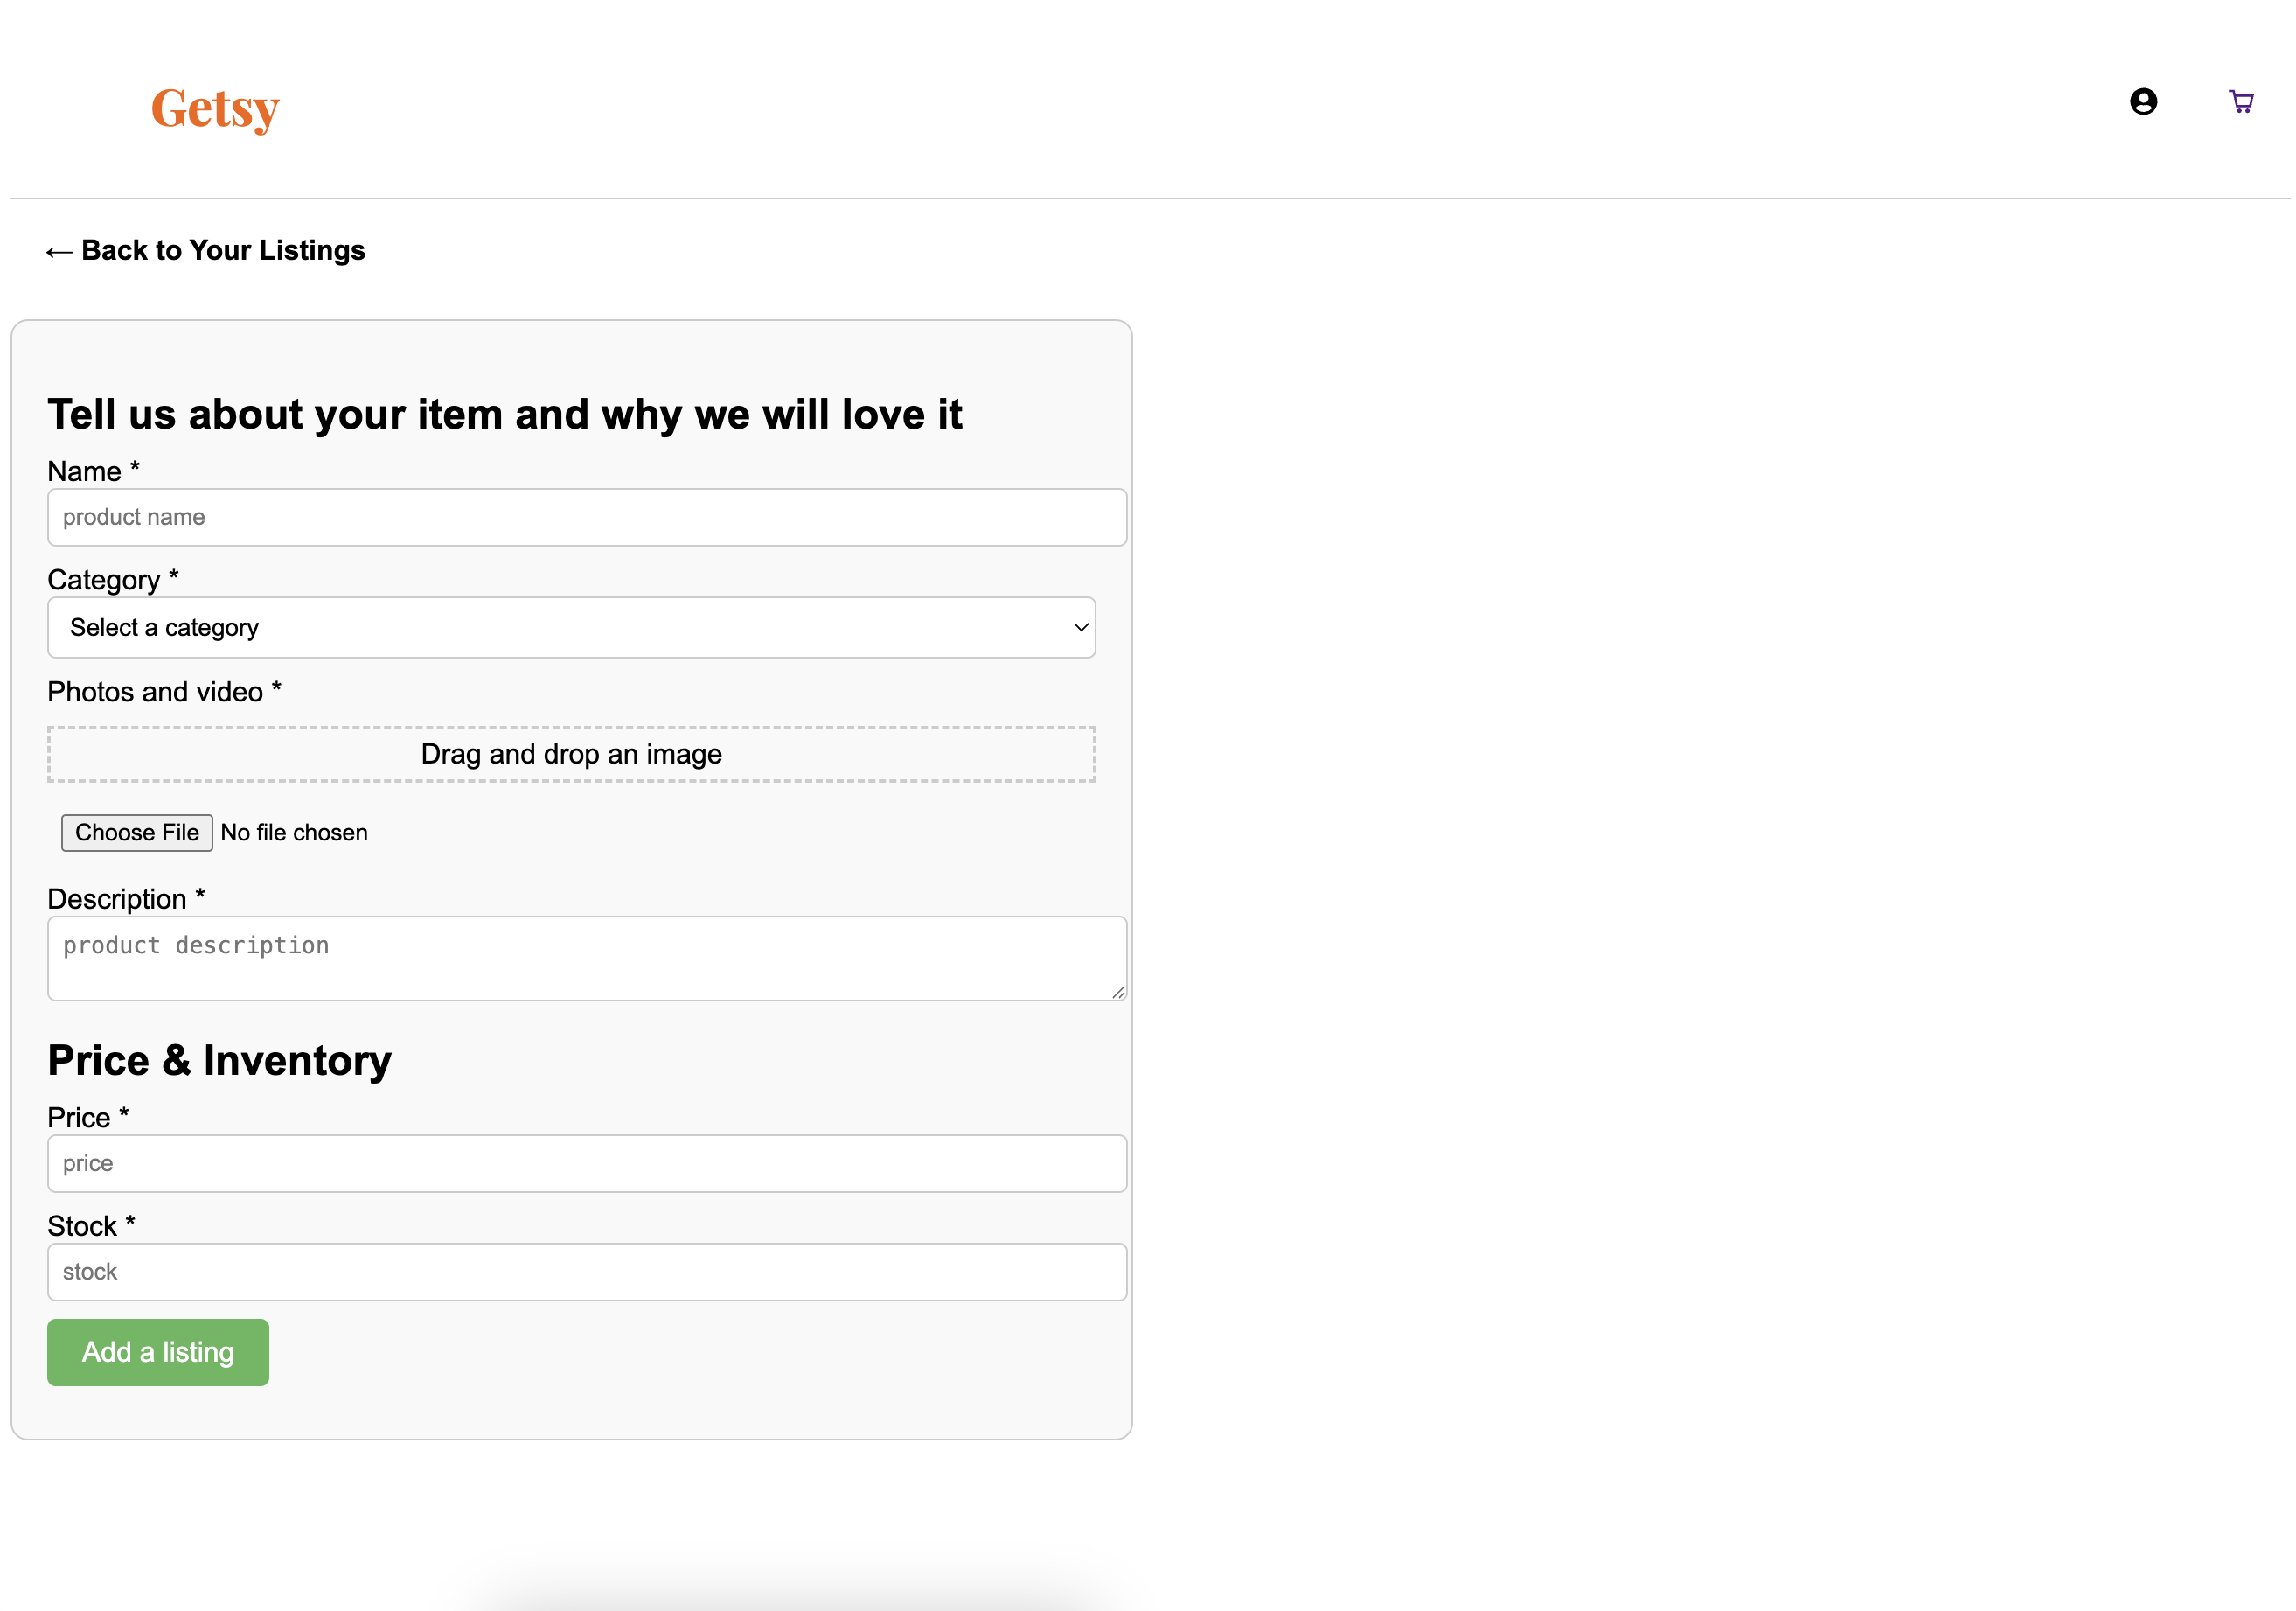 Getsy
← Back to Your Listings
Tell us about your item and why we will love it
Name *
product name
Category *
Select a category
Photos and video *
Drag and drop an image
Choose File No file chosen
Description *
product description
Price & Inventory
Price *
price
Stock *
stock
Add a listing